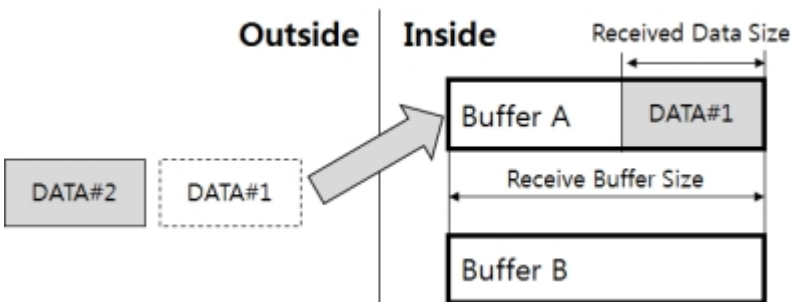 Outside
Inside
Received Data Size
Buffer A
DATA#1
DATA#2
DATA#1
Receive Buffer Size
Buffer B